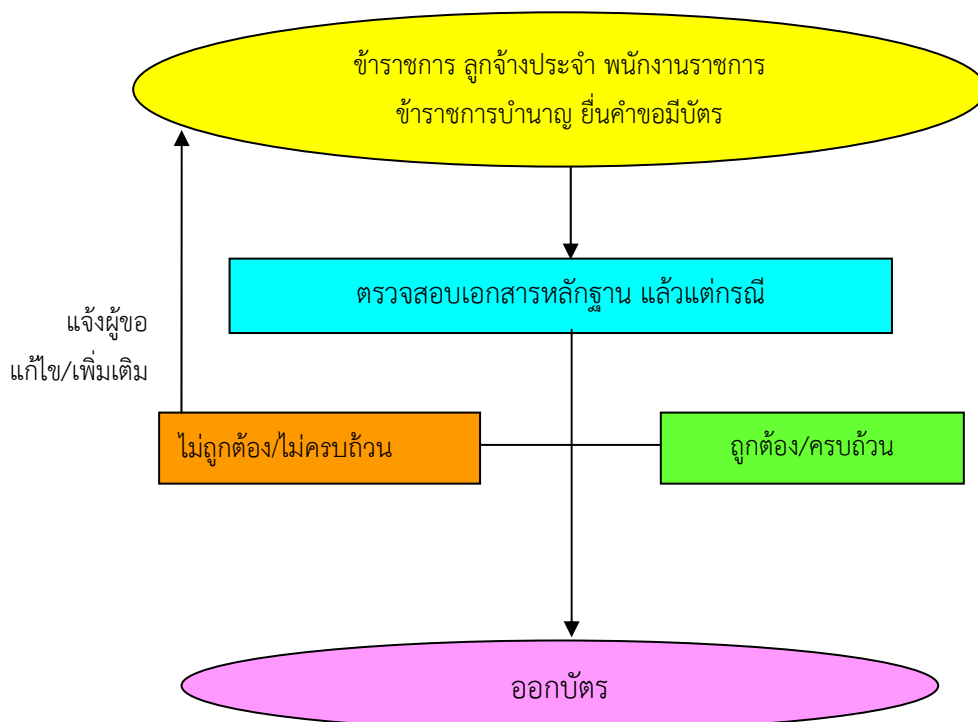 ข้าราชการ ลูกจ้างประจำ พนักงานราชการ
ข้าราชการบำนาญ ยื่นคำขอมีบัตร
ตรวจสอบเอกสารหลักฐาน แล้วแต่กรณี
แจ้งผู้ขอ
แก้ไข/เพิ่มเติม
ไม่ถูกต้อง/ไม่ครบถ้วน
ถูกต้อง/ครบถ้วน
ออกบัตร